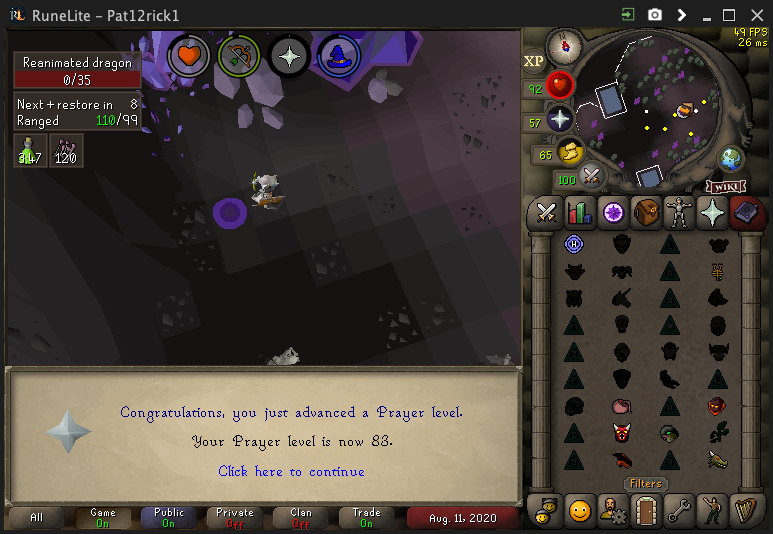 RuneLite - Pat12rick1
49 FPS
26 ms
Reanimated dragon
0/35
Next + restore in 8
Ranged 110/99
3:47
120
XP
92
57
65
100
WIKI
H
Congratulations, you just advanced a Prayer level.
Your Prayer level is now 83.
Click here to continue
Filters
All
Game
On
Public
On
Private
Off
Clan
Off
Trade
On
Aug. 11, 2020